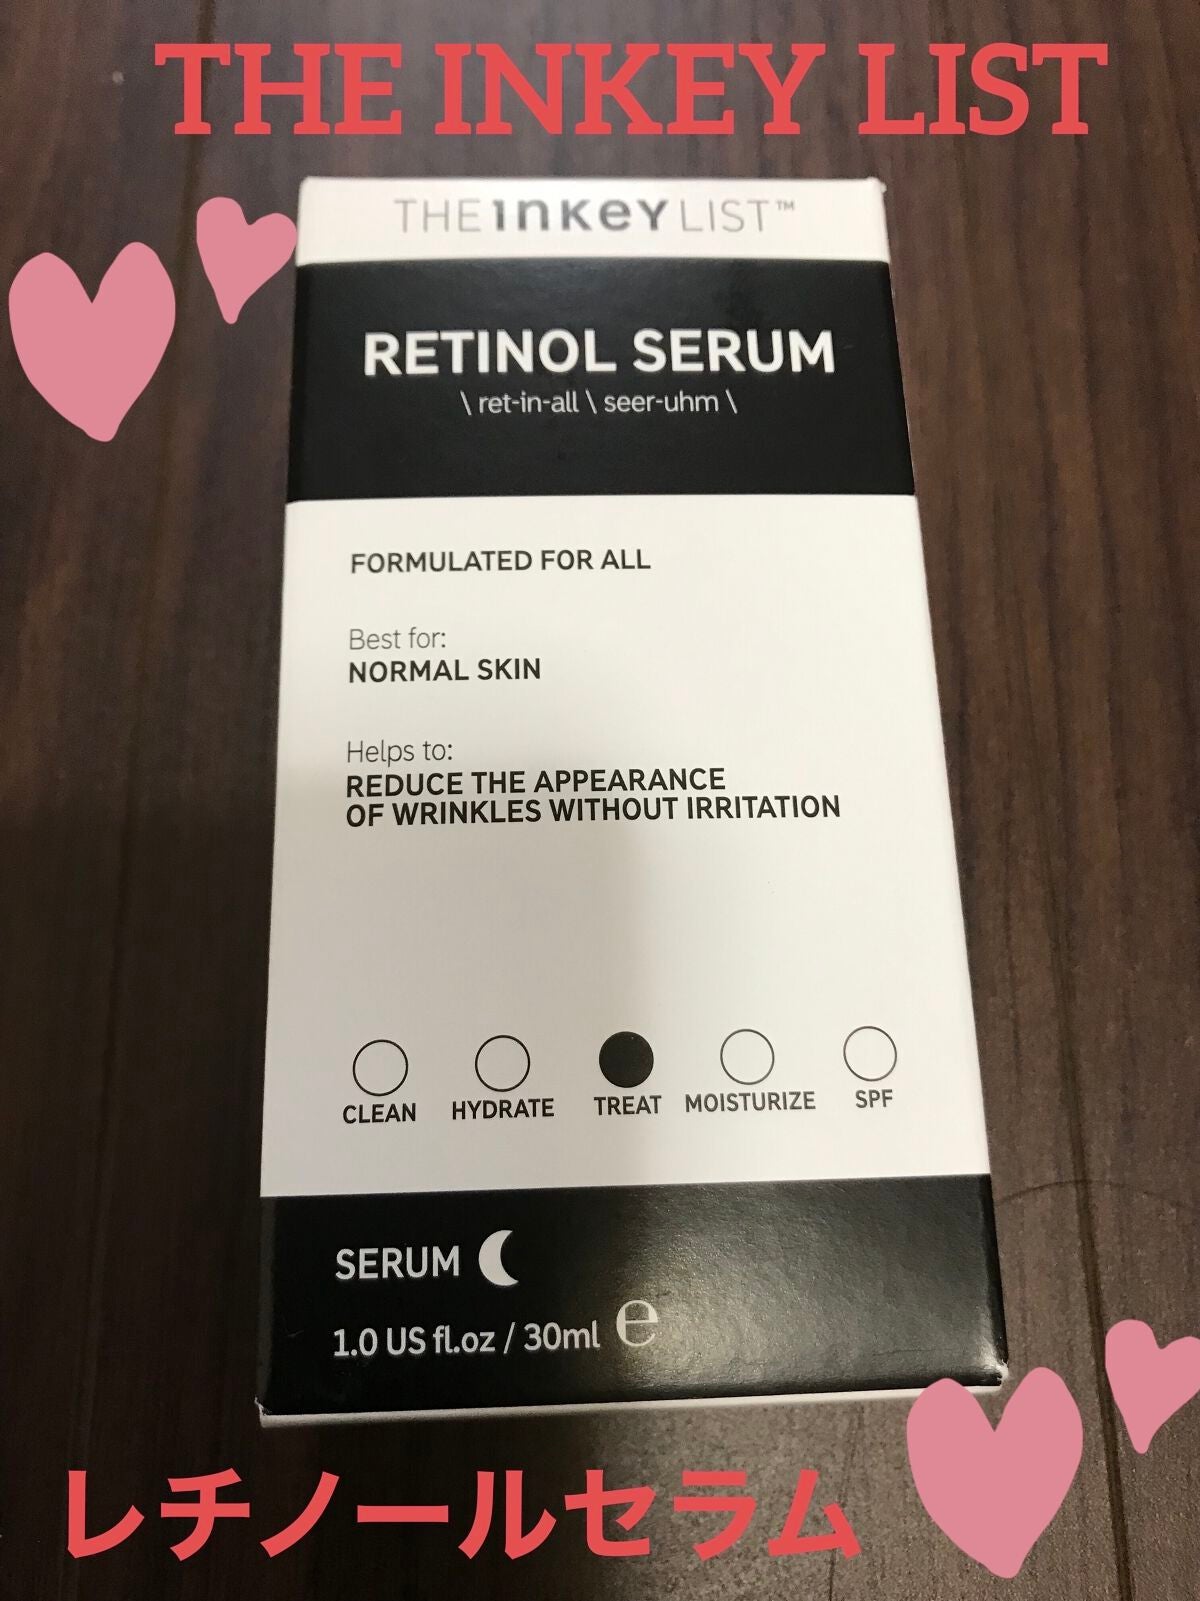 THE INKEY LIST
THE INKEY LIST™
RETINOL SERUM
\ ret-in-all \ seer-uhm \
FORMULATED FOR ALL
Best for:
NORMAL SKIN
Helps to:
REDUCE THE APPEARANCE
OF WRINKLES WITHOUT IRRITATION
CLEAN HYDRATE TREAT MOISTURIZE SPF
SERUM
1.0 US fl.oz / 30ml ℮
レチノールセラム